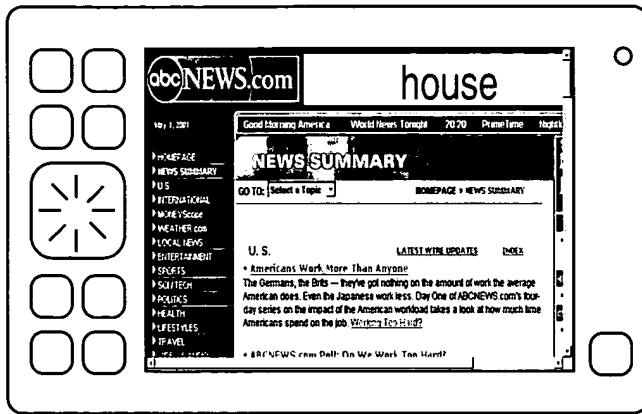 abcNEWS.com
house
May 1, 2001
Good Morning America World News Tonight 20 20 PrimeTime
NEWS SUMMARY
GO TO: Select a Topic
HOMEPAGE » NEWS SUMMARY
HOMEPAGE
NEWS SUMMARY
U.S.
INTERNATIONAL
MONEYScope
WEATHER.com
LOCAL NEWS
ENTERTAINMENT
SPORTS
SCI / TECH
POLITICS
HEALTH
LIFESTYLES
TRAVEL
U. S. LATEST WIRE UPDATES INDEX
• Americans Work More Than Anyone
The Germans, the Brits — they've got nothing on the amount of work the average
American does. Even the Japanese work less. Day One of ABCNEWS.com's four-
day series on the impact of the American workload takes a look at how much time
Americans spend on the job. Working Too Hard?
• ABCNEWS.com Poll: Do We Work Too Hard?